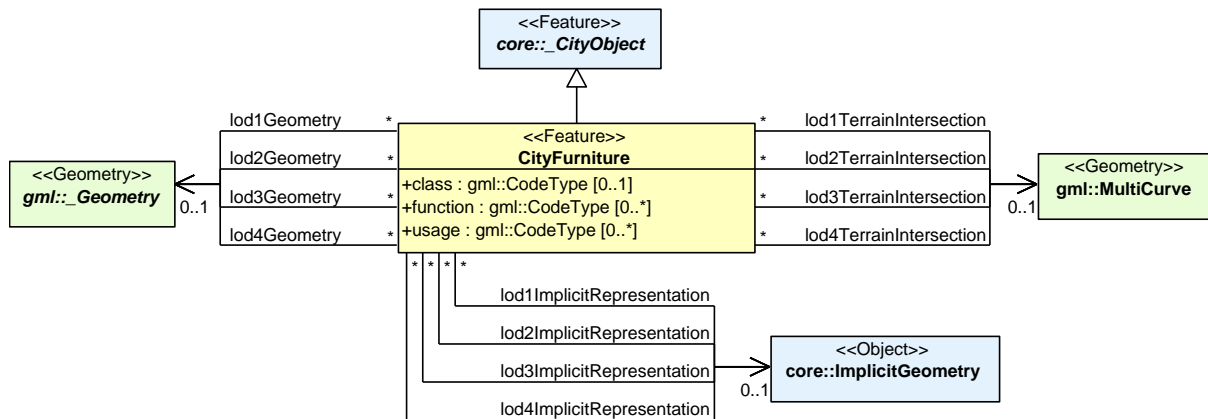 <<Feature>>
core::_CityObject
lod1Geometry *
lod2Geometry *
lod3Geometry *
lod4Geometry *
<<Geometry>>
gml::_Geometry
0..1
<<Feature>>
CityFurniture
+class : gml::CodeType [0..1]
+function : gml::CodeType [0..*]
+usage : gml::CodeType [0..*]
* lod1TerrainIntersection
* lod2TerrainIntersection
* lod3TerrainIntersection
* lod4TerrainIntersection
<<Geometry>>
gml::MultiCurve
0..1
* * * *
lod1ImplicitRepresentation
lod2ImplicitRepresentation
lod3ImplicitRepresentation
lod4ImplicitRepresentation
<<Object>>
core::ImplicitGeometry
0..1